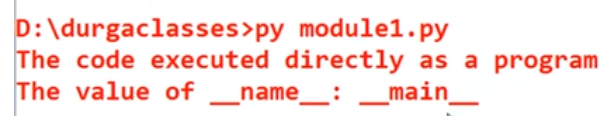 D:\durgaclasses>py module1.py
The code executed directly as a program
The value of __name__: __main__